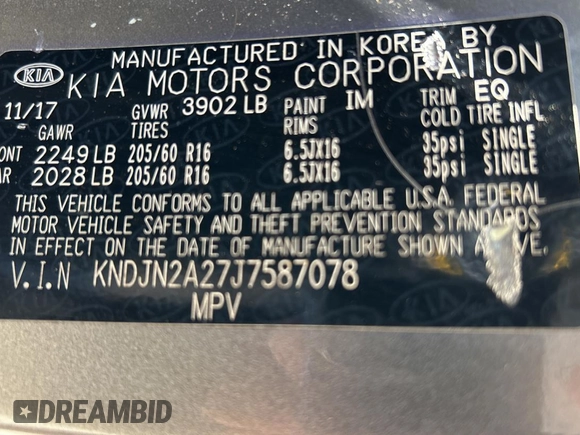 MANUFACTURED IN KOREA BY
KIA KIA MOTORS CORPORATION
11/17 GVWR 3902 LB PAINT IM TRIM EQ
GAWR TIRES RIMS COLD TIRE INFL
ONT 2249 LB 205/60 R16 6.5JX16 35psi SINGLE
AR 2028 LB 205/60 R16 6.5JX16 35psi SINGLE
THIS VEHICLE CONFORMS TO ALL APPLICABLE U.S.A. FEDERAL
MOTOR VEHICLE SAFETY AND THEFT PREVENTION STANDARDS
IN EFFECT ON THE DATE OF MANUFACTURE SHOWN ABOVE.
V.I.N KNDJN2A27J7587078
MPV
DREAMBID